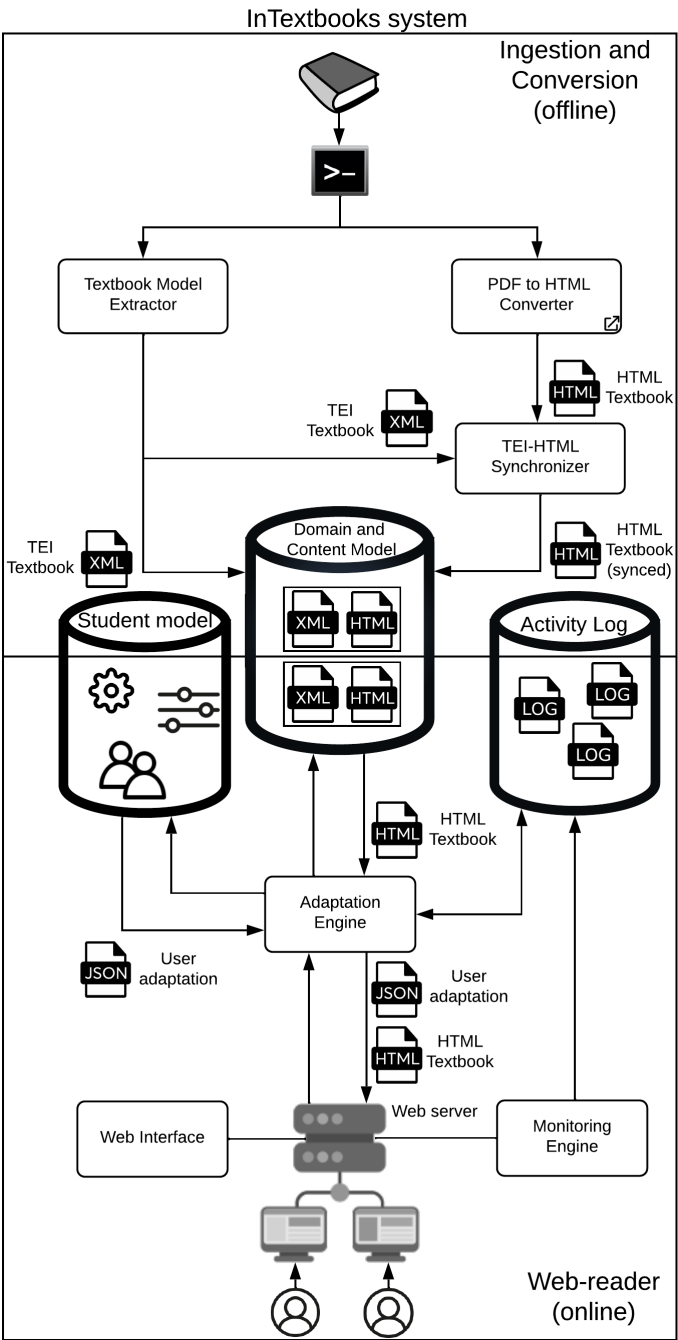 InTextbooks system
Ingestion and
Conversion
(offline)
>−
Textbook Model
Extractor
PDF to HTML
Converter
HTML
HTML
Textbook
TEI
Textbook
XML
TEI-HTML
Synchronizer
TEI
Textbook
XML
Domain and
Content Model
HTML
HTML
Textbook
(synced)
XML
HTML
Student model
Activity Log
XML
HTML
LOG
LOG
LOG
HTML
HTML
Textbook
Adaptation
Engine
JSON
User
adaptation
JSON
User
adaptation
HTML
HTML
Textbook
Web server
Web Interface
Monitoring
Engine
Web-reader
(online)